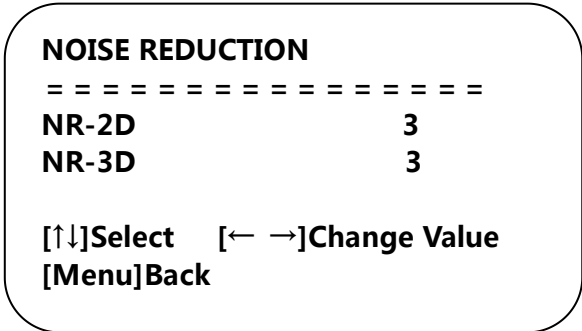 NOISE REDUCTION
= = = = = = = = = = = = = = = =
NR-2D 3
NR-3D 3
[↑↓]Select [← →]Change Value
[Menu]Back